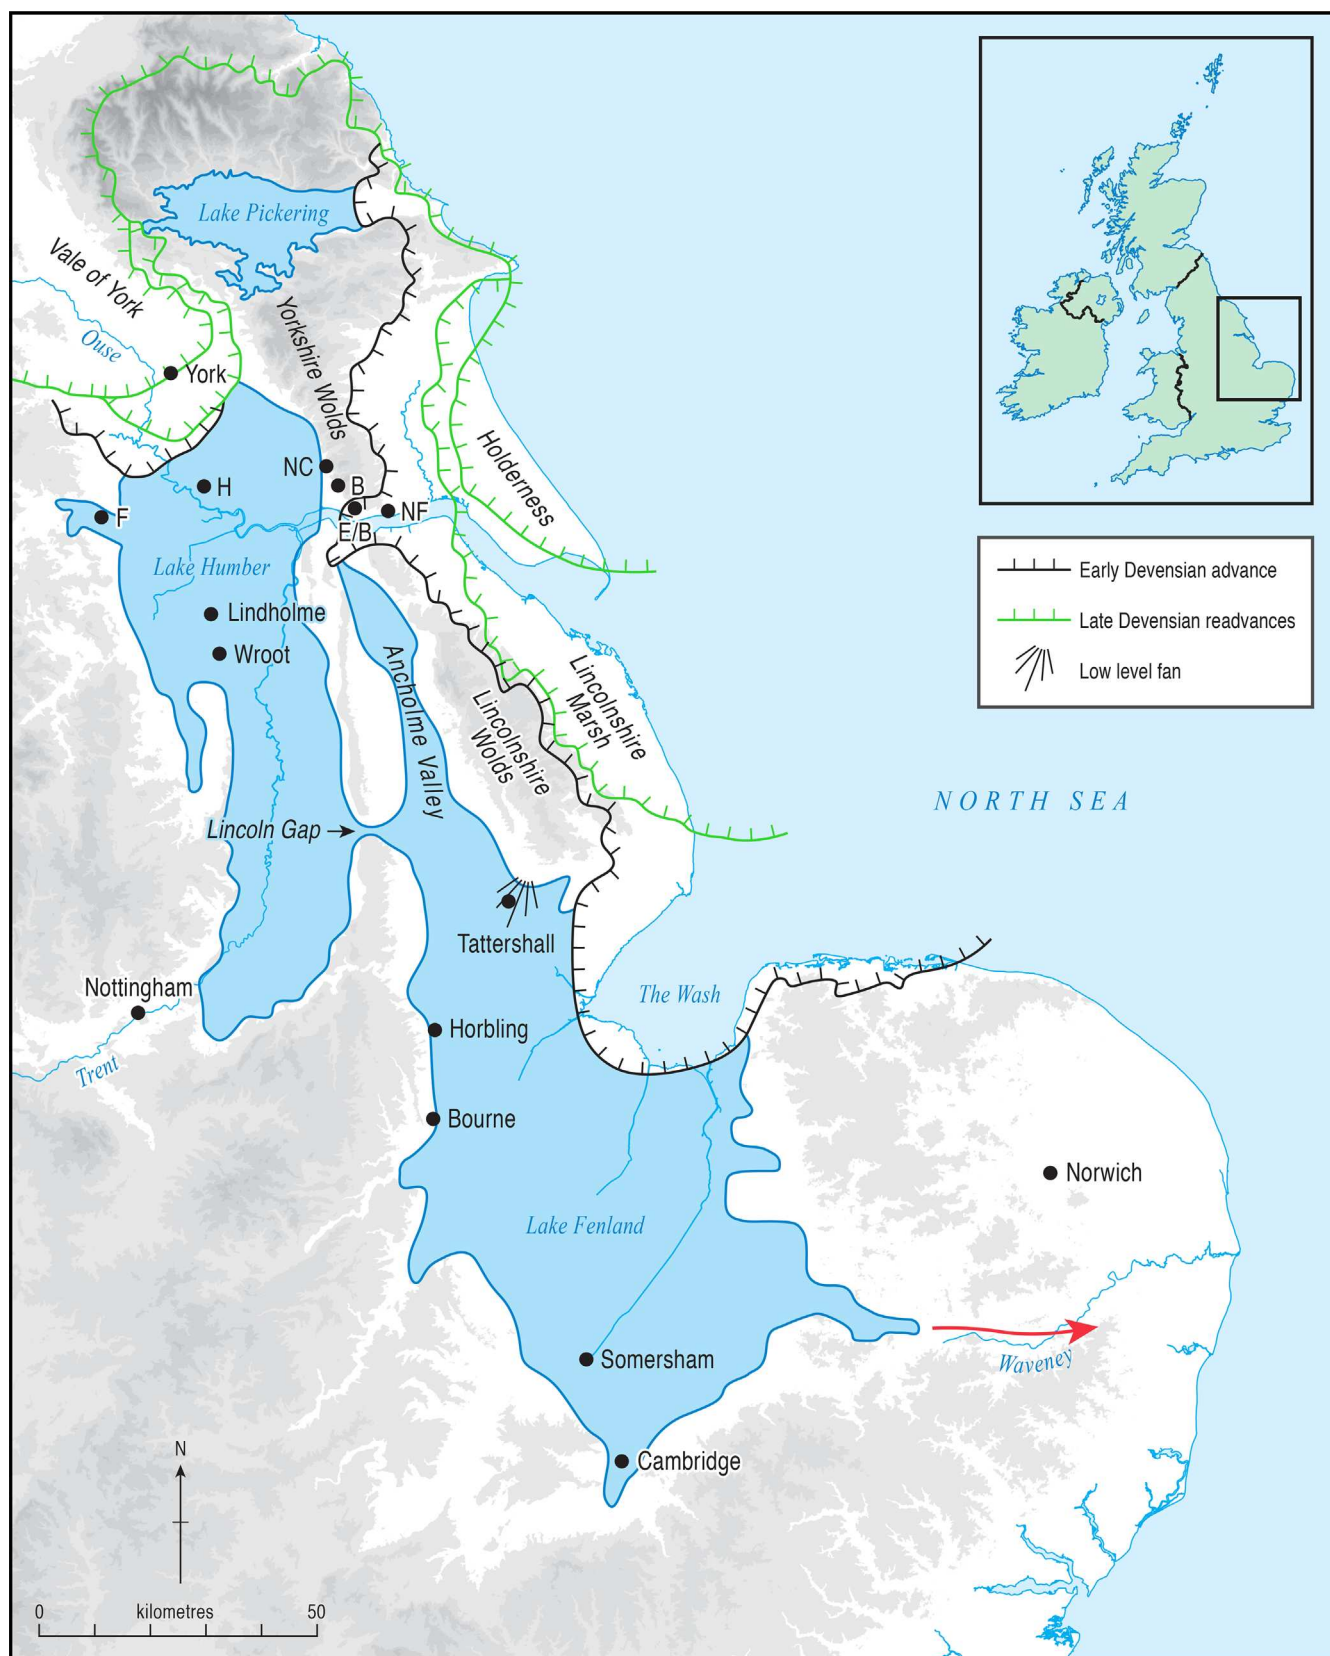 Lake Pickering
Vale of York
Ouse
York
Yorkshire Wolds
NC
B
H
F
E/B
NF
Holderness
Lake Humber
Lindholme
Wroot
Ancholme Valley
Lincolnshire
Wolds
Lincolnshire
Marsh
Lincoln Gap
Early Devensian advance
Late Devensian readvances
Low level fan
NORTH SEA
Tattershall
Nottingham
The Wash
Horbling
Trent
Bourne
Norwich
Lake Fenland
Somersham
Waveney
Cambridge
N
0 kilometres 50